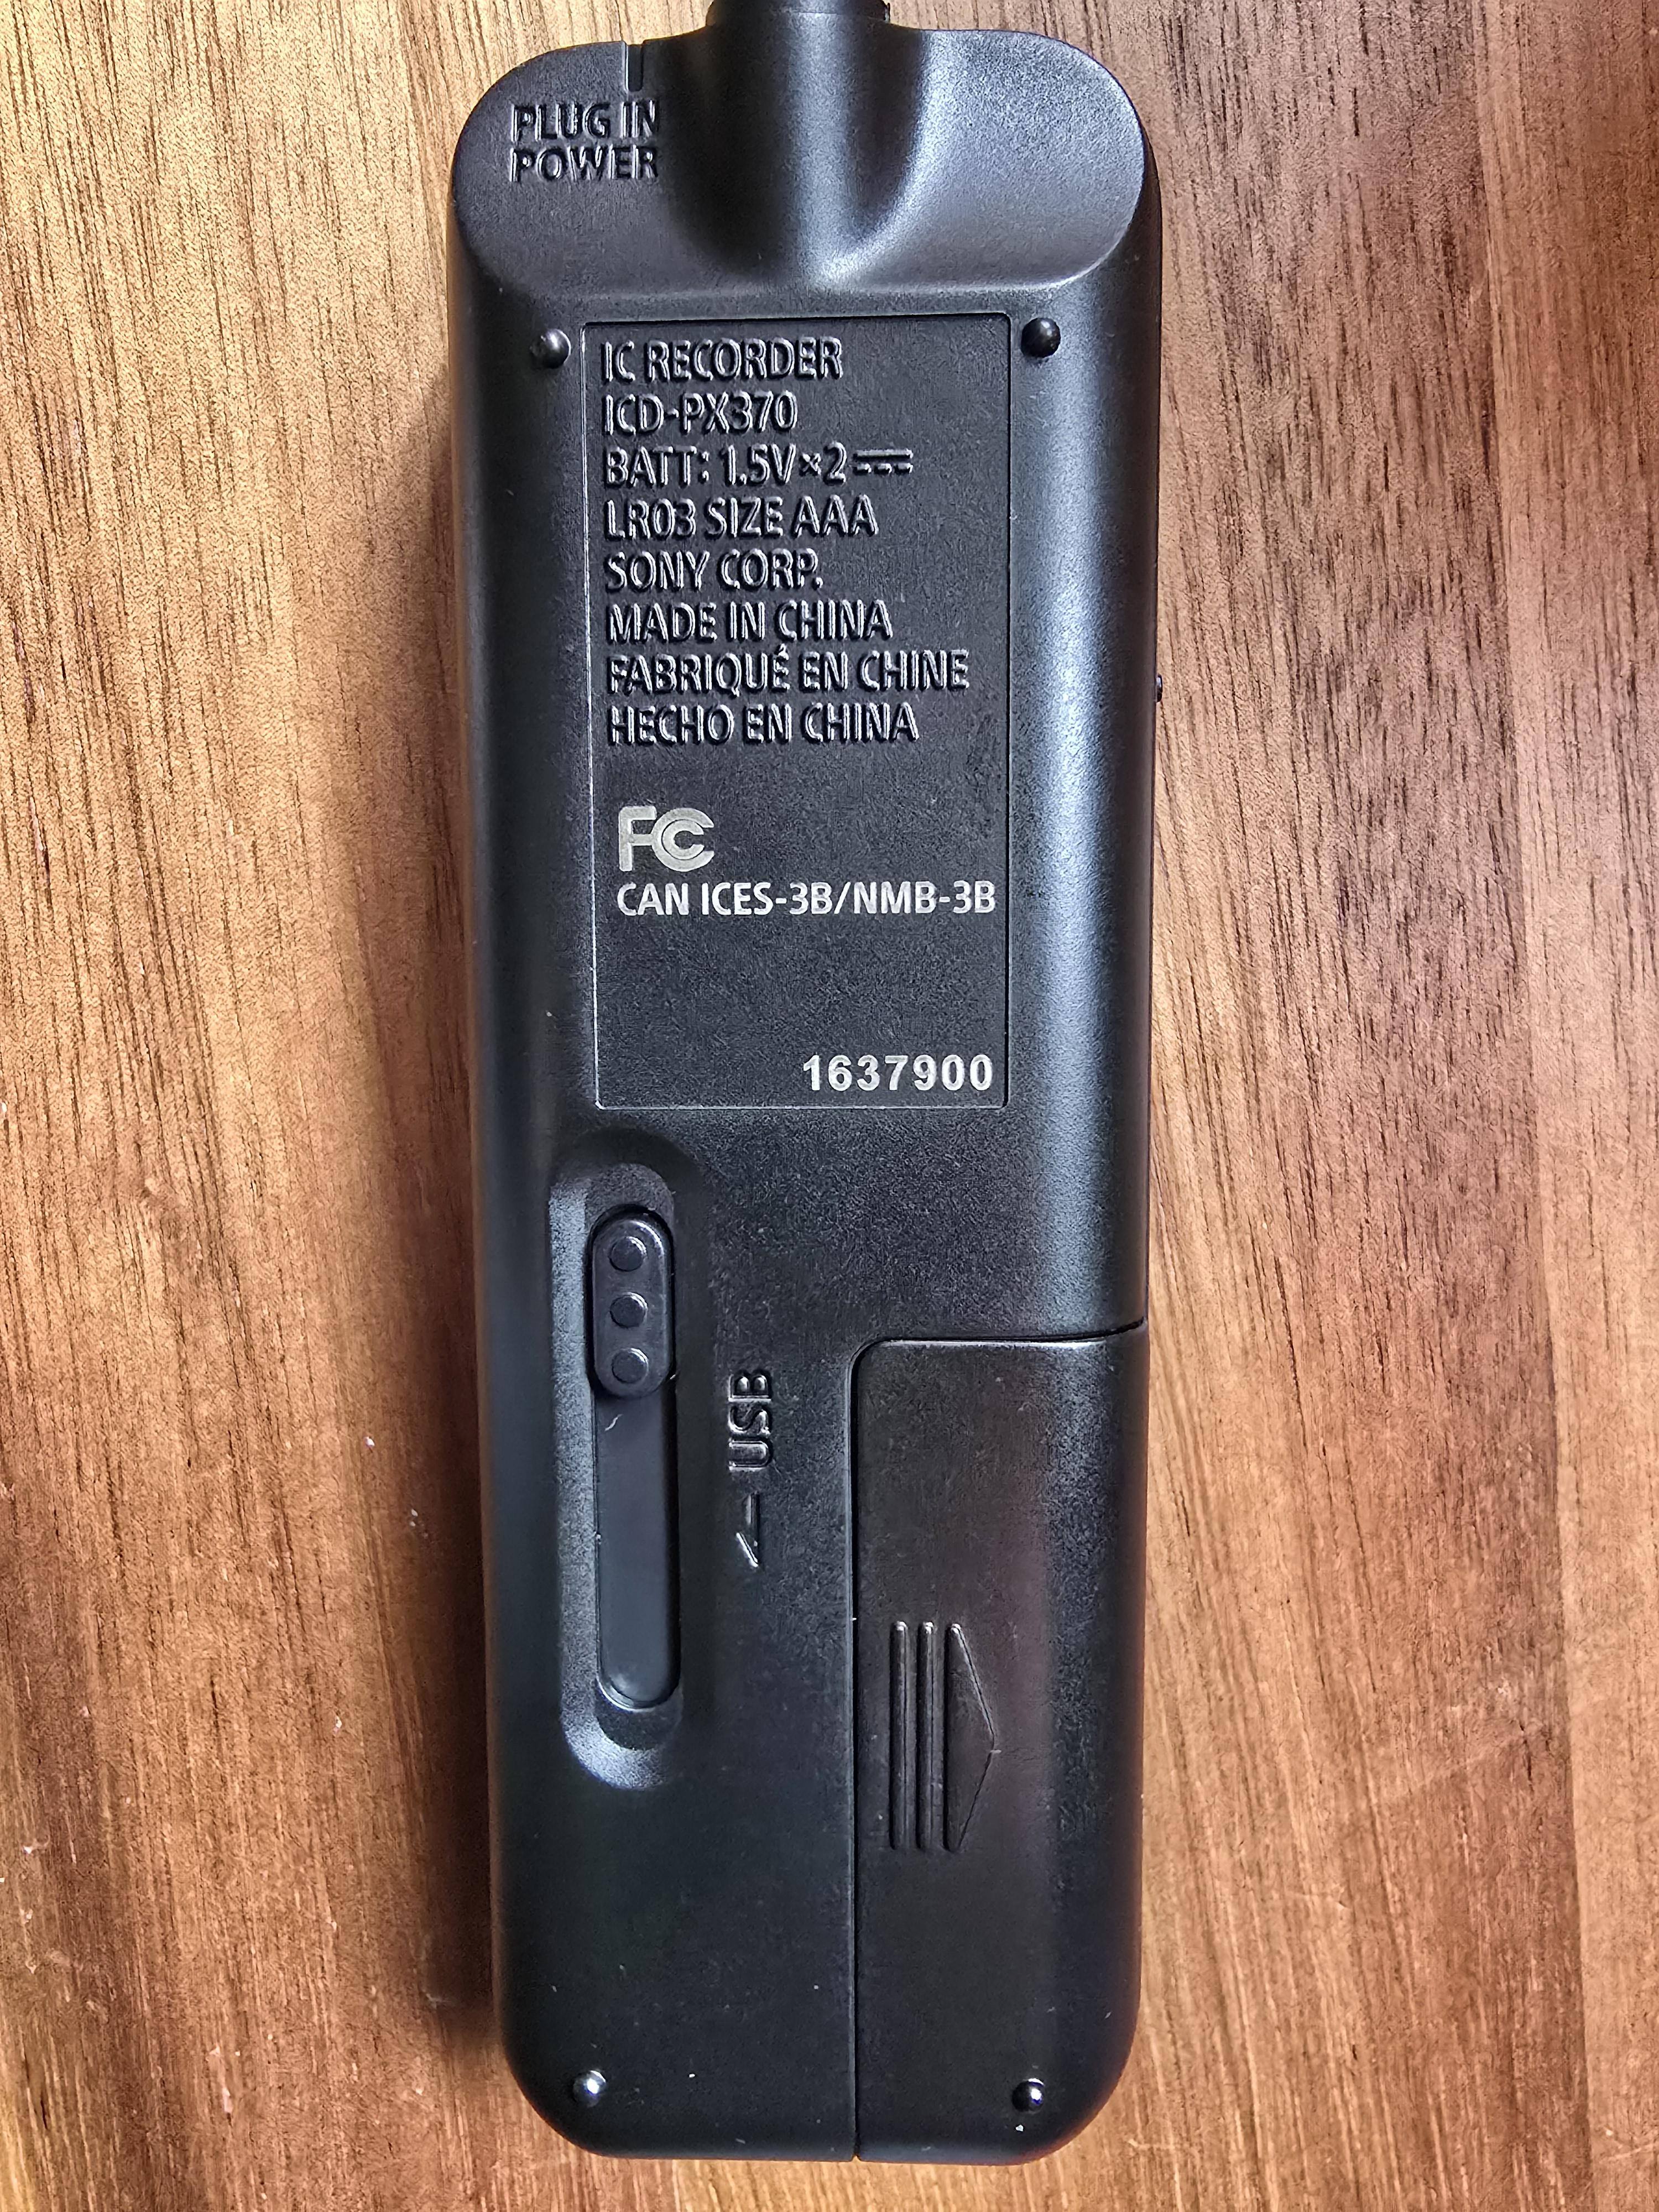 PLUG IN
POWER
IC RECORDER
ICD-PX370
BATT: 1.5V×2⎓
LR03 SIZE AAA
SONY CORP.
MADE IN CHINA
FABRIQUÉ EN CHINE
HECHO EN CHINA
FC
CAN ICES-3B/NMB-3B
1637900
← USB